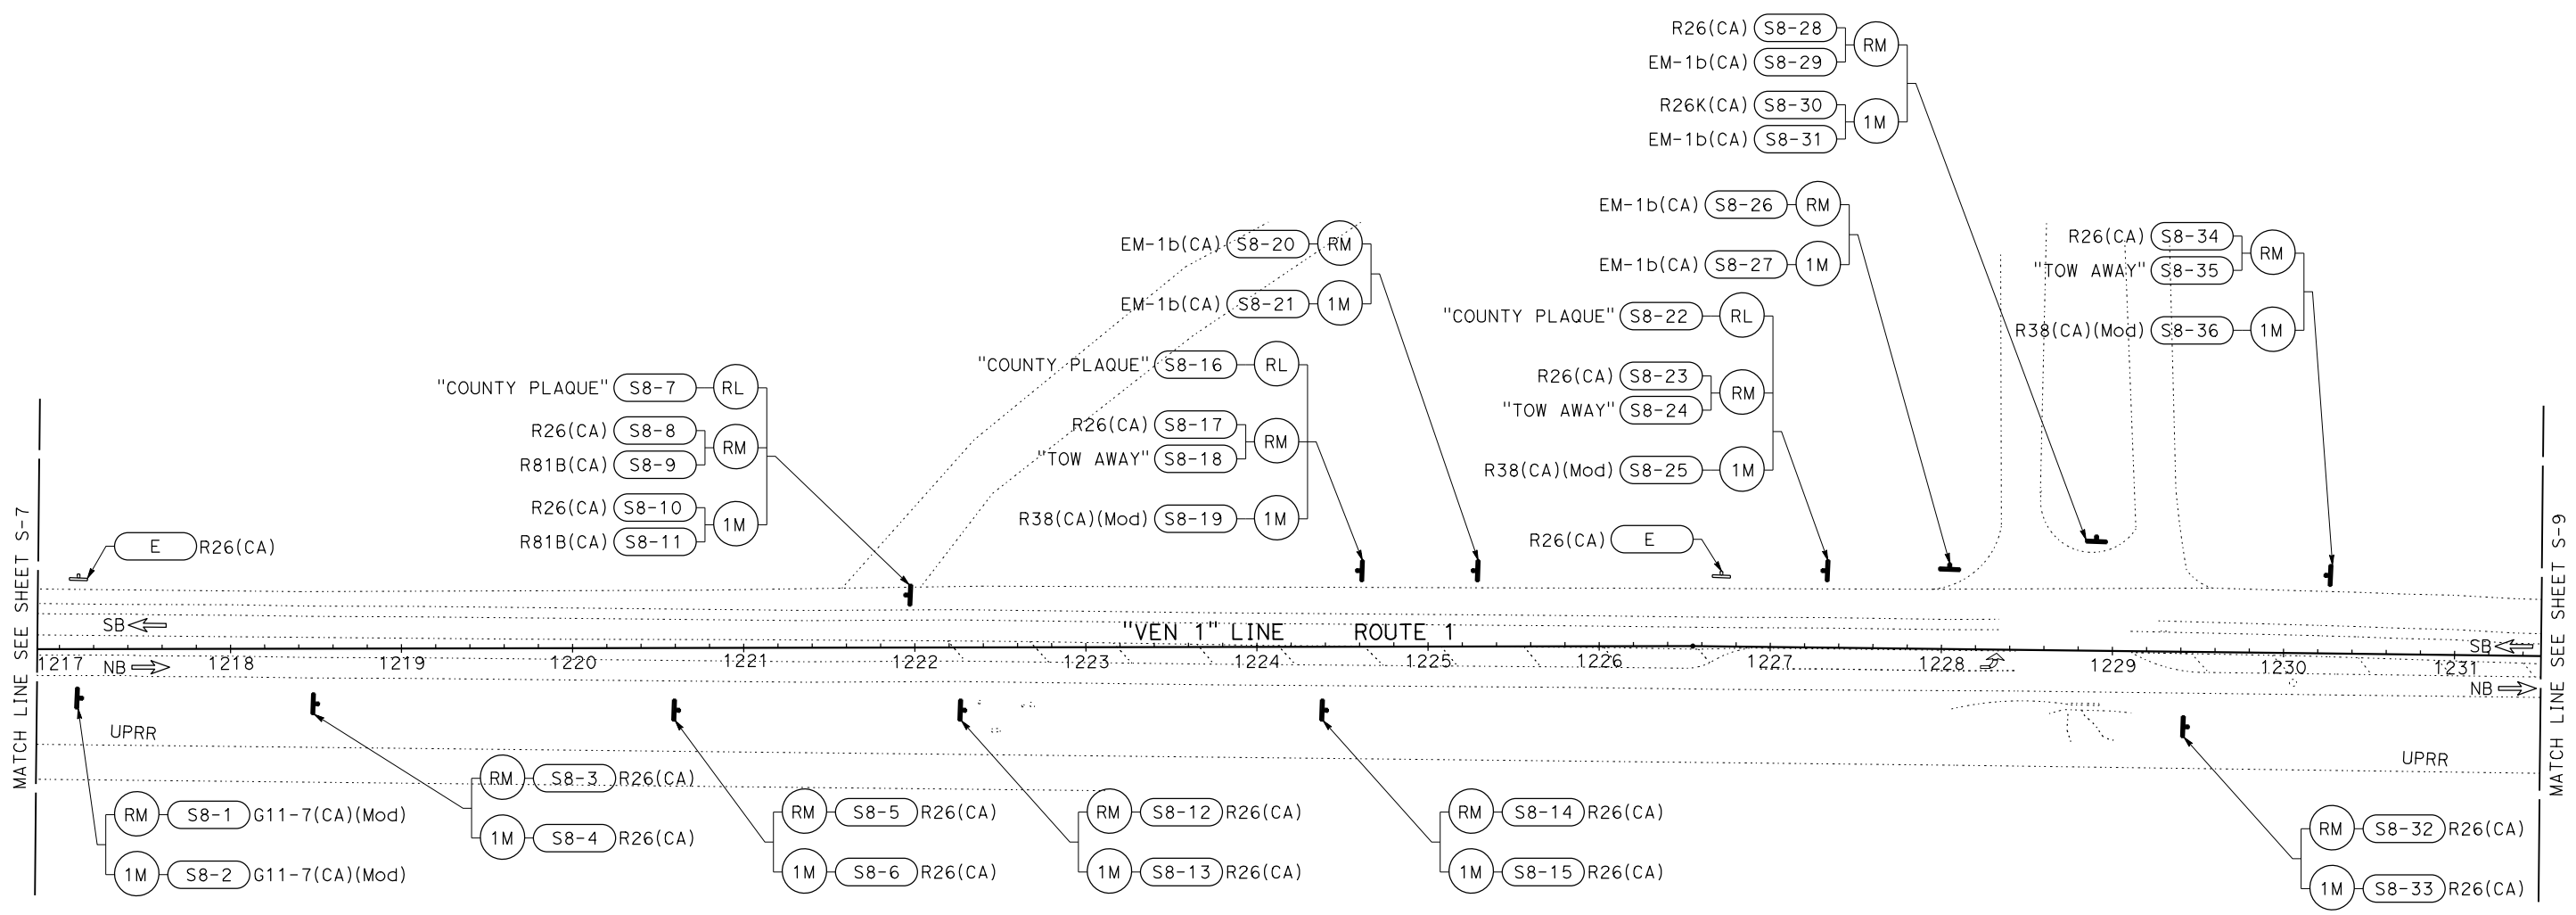 R26(CA) S8-28
RM
EM-1b(CA) S8-29
R26K(CA) S8-30
1M
EM-1b(CA) S8-31
EM-1b(CA) S8-26 RM
EM-1b(CA) S8-27 1M
EM-1b(CA) S8-20 RM
EM-1b(CA) S8-21 1M
R26(CA) S8-34
RM
"TOW AWAY" S8-35
R38(CA)(Mod) S8-36 1M
"COUNTY PLAQUE" S8-22 RL
R26(CA) S8-23
RM
"TOW AWAY" S8-24
R38(CA)(Mod) S8-25 1M
"COUNTY PLAQUE" S8-16 RL
R26(CA) S8-17
RM
"TOW AWAY" S8-18
R38(CA)(Mod) S8-19 1M
"COUNTY PLAQUE" S8-7 RL
R26(CA) S8-8
RM
R81B(CA) S8-9
R26(CA) S8-10
1M
R81B(CA) S8-11
E R26(CA)
R26(CA) E
MATCH LINE SEE SHEET S-7
MATCH LINE SEE SHEET S-9
SB
"VEN 1" LINE ROUTE 1
SB
1217 1218 1219 1220 1221 1222 1223 1224 1225 1226 1227 1228 1229 1230 1231
NB
NB
UPRR
UPRR
RM S8-1 G11-7(CA)(Mod)
1M S8-2 G11-7(CA)(Mod)
RM S8-3 R26(CA)
1M S8-4 R26(CA)
RM S8-5 R26(CA)
1M S8-6 R26(CA)
RM S8-12 R26(CA)
1M S8-13 R26(CA)
RM S8-14 R26(CA)
1M S8-15 R26(CA)
RM S8-32 R26(CA)
1M S8-33 R26(CA)